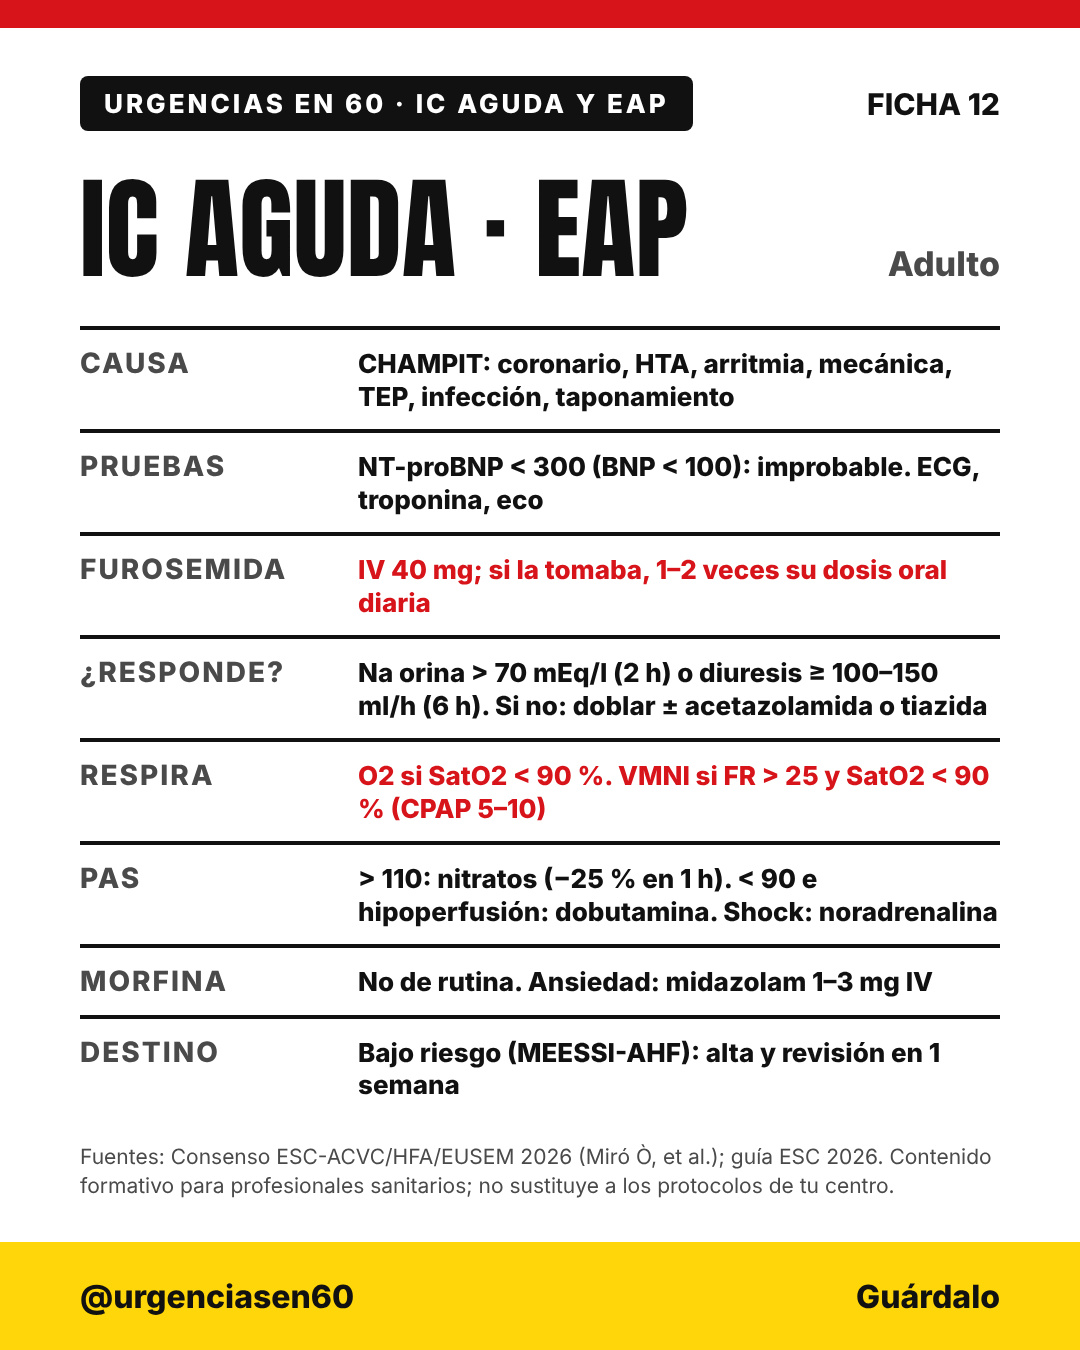 URGENCIAS EN 60 · IC AGUDA Y EAP
FICHA 12
IC AGUDA · EAP
Adulto
CAUSA
CHAMPIT: coronario, HTA, arritmia, mecánica,
TEP, infección, taponamiento
PRUEBAS
NT-proBNP < 300 (BNP < 100): improbable. ECG,
troponina, eco
FUROSEMIDA
IV 40 mg; si la tomaba, 1–2 veces su dosis oral
diaria
¿RESPONDE?
Na orina > 70 mEq/l (2 h) o diuresis ≥ 100–150
ml/h (6 h). Si no: doblar ± acetazolamida o tiazida
RESPIRA
O2 si SatO2 < 90 %. VMNI si FR > 25 y SatO2 < 90
% (CPAP 5–10)
PAS
> 110: nitratos (−25 % en 1 h). < 90 e
hipoperfusión: dobutamina. Shock: noradrenalina
MORFINA
No de rutina. Ansiedad: midazolam 1–3 mg IV
DESTINO
Bajo riesgo (MEESSI-AHF): alta y revisión en 1
semana
Fuentes: Consenso ESC-ACVC/HFA/EUSEM 2026 (Miró Ò, et al.); guía ESC 2026. Contenido
formativo para profesionales sanitarios; no sustituye a los protocolos de tu centro.
@urgenciasen60
Guárdalo